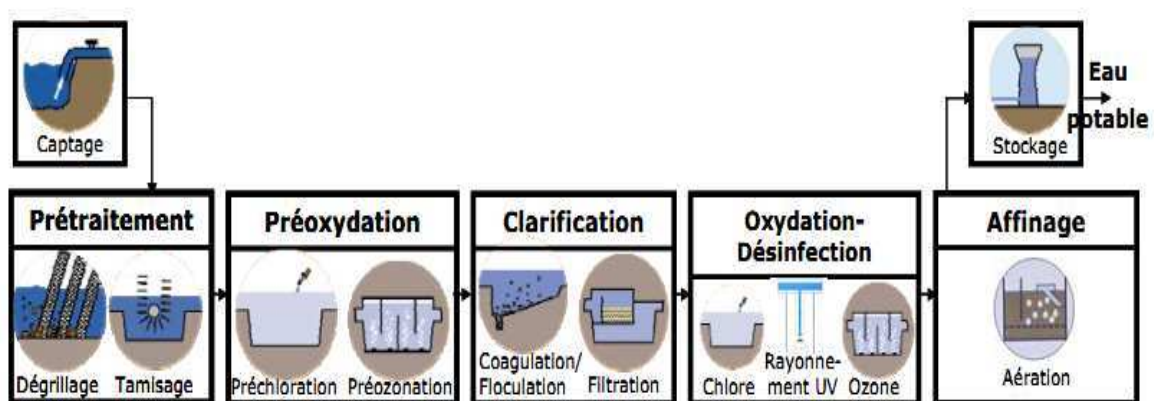 Captage
Eau
potable
Stockage
Prétraitement
Dégrillage
Tamisage
Préoxydation
Préchloration
Préozonation
Clarification
Coagulation/
Floculation
Filtration
Oxydation-
Désinfection
Chlore
Rayonne-
ment UV
Ozone
Affinage
Aération